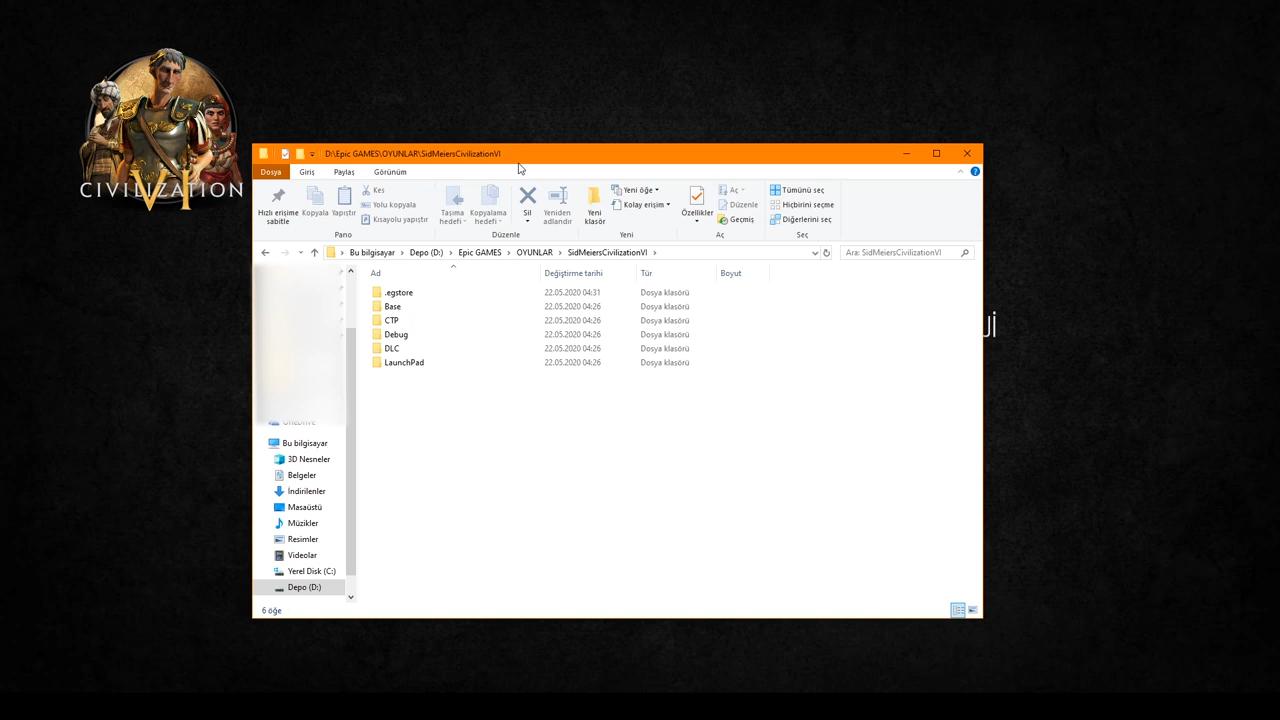 CIVILIZATION
VI
D:\Epic GAMES\OYUNLAR\SidMeiersCivilizationVI
Dosya
Giriş
Paylaş
Görünüm
Hızlı erişime
sabitle
Kopyala
Yapıştır
Kes
Yolu kopyala
Kısayolu yapıştır
Pano
Taşıma
hedefi
Kopyalama
hedefi
Sil
Yeniden
adlandır
Düzenle
Yeni
klasör
Yeni öğe
Kolay erişim
Yeni
Özellikler
Aç
Düzenle
Geçmiş
Aç
Tümünü seç
Hiçbirini seçme
Diğerlerini seç
Seç
Bu bilgisayar > Depo (D:) > Epic GAMES > OYUNLAR > SidMeiersCivilizationVI >
Ara: SidMeiersCivilizationVI
Ad Değiştirme tarihi Tür Boyut
.egstore 22.05.2020 04:31 Dosya klasörü
Base 22.05.2020 04:26 Dosya klasörü
CTP 22.05.2020 04:26 Dosya klasörü
Debug 22.05.2020 04:26 Dosya klasörü
DLC 22.05.2020 04:26 Dosya klasörü
LaunchPad 22.05.2020 04:26 Dosya klasörü
OneDrive
Bu bilgisayar
3D Nesneler
Belgeler
İndirilenler
Masaüstü
Müzikler
Resimler
Videolar
Yerel Disk (C:)
Depo (D:)
6 öğe